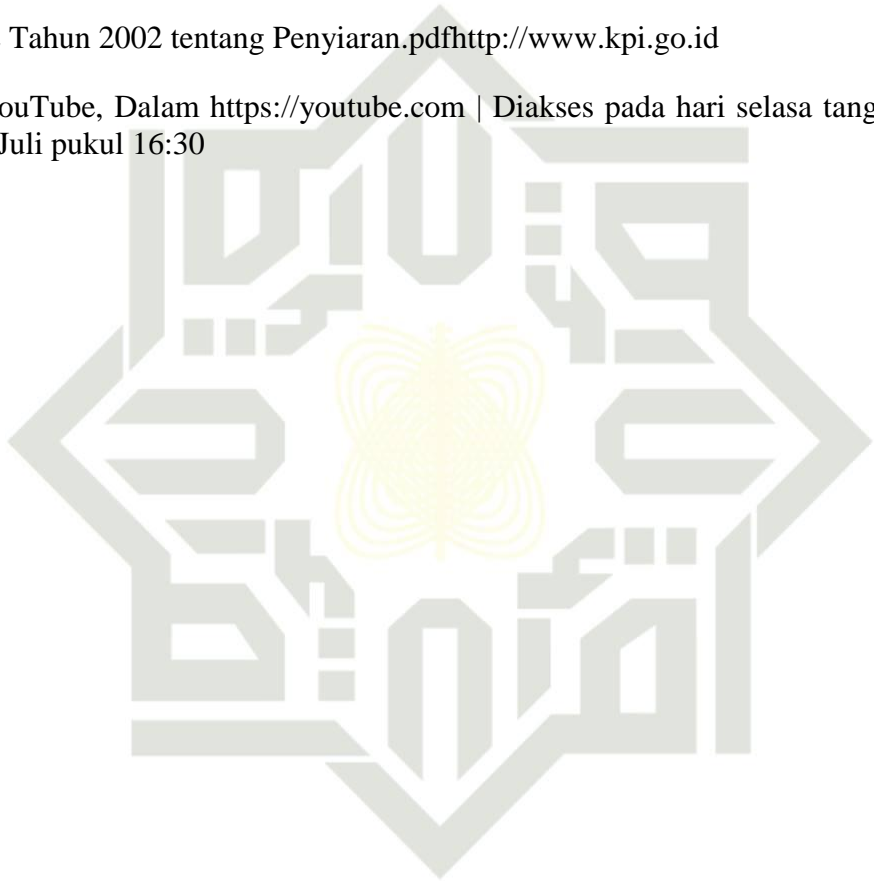 Tahun 2002 tentang Penyiaran.pdfhttp://www.kpi.go.id
ouTube, Dalam https://youtube.com | Diakses pada hari selasa tang
Juli pukul 16:30